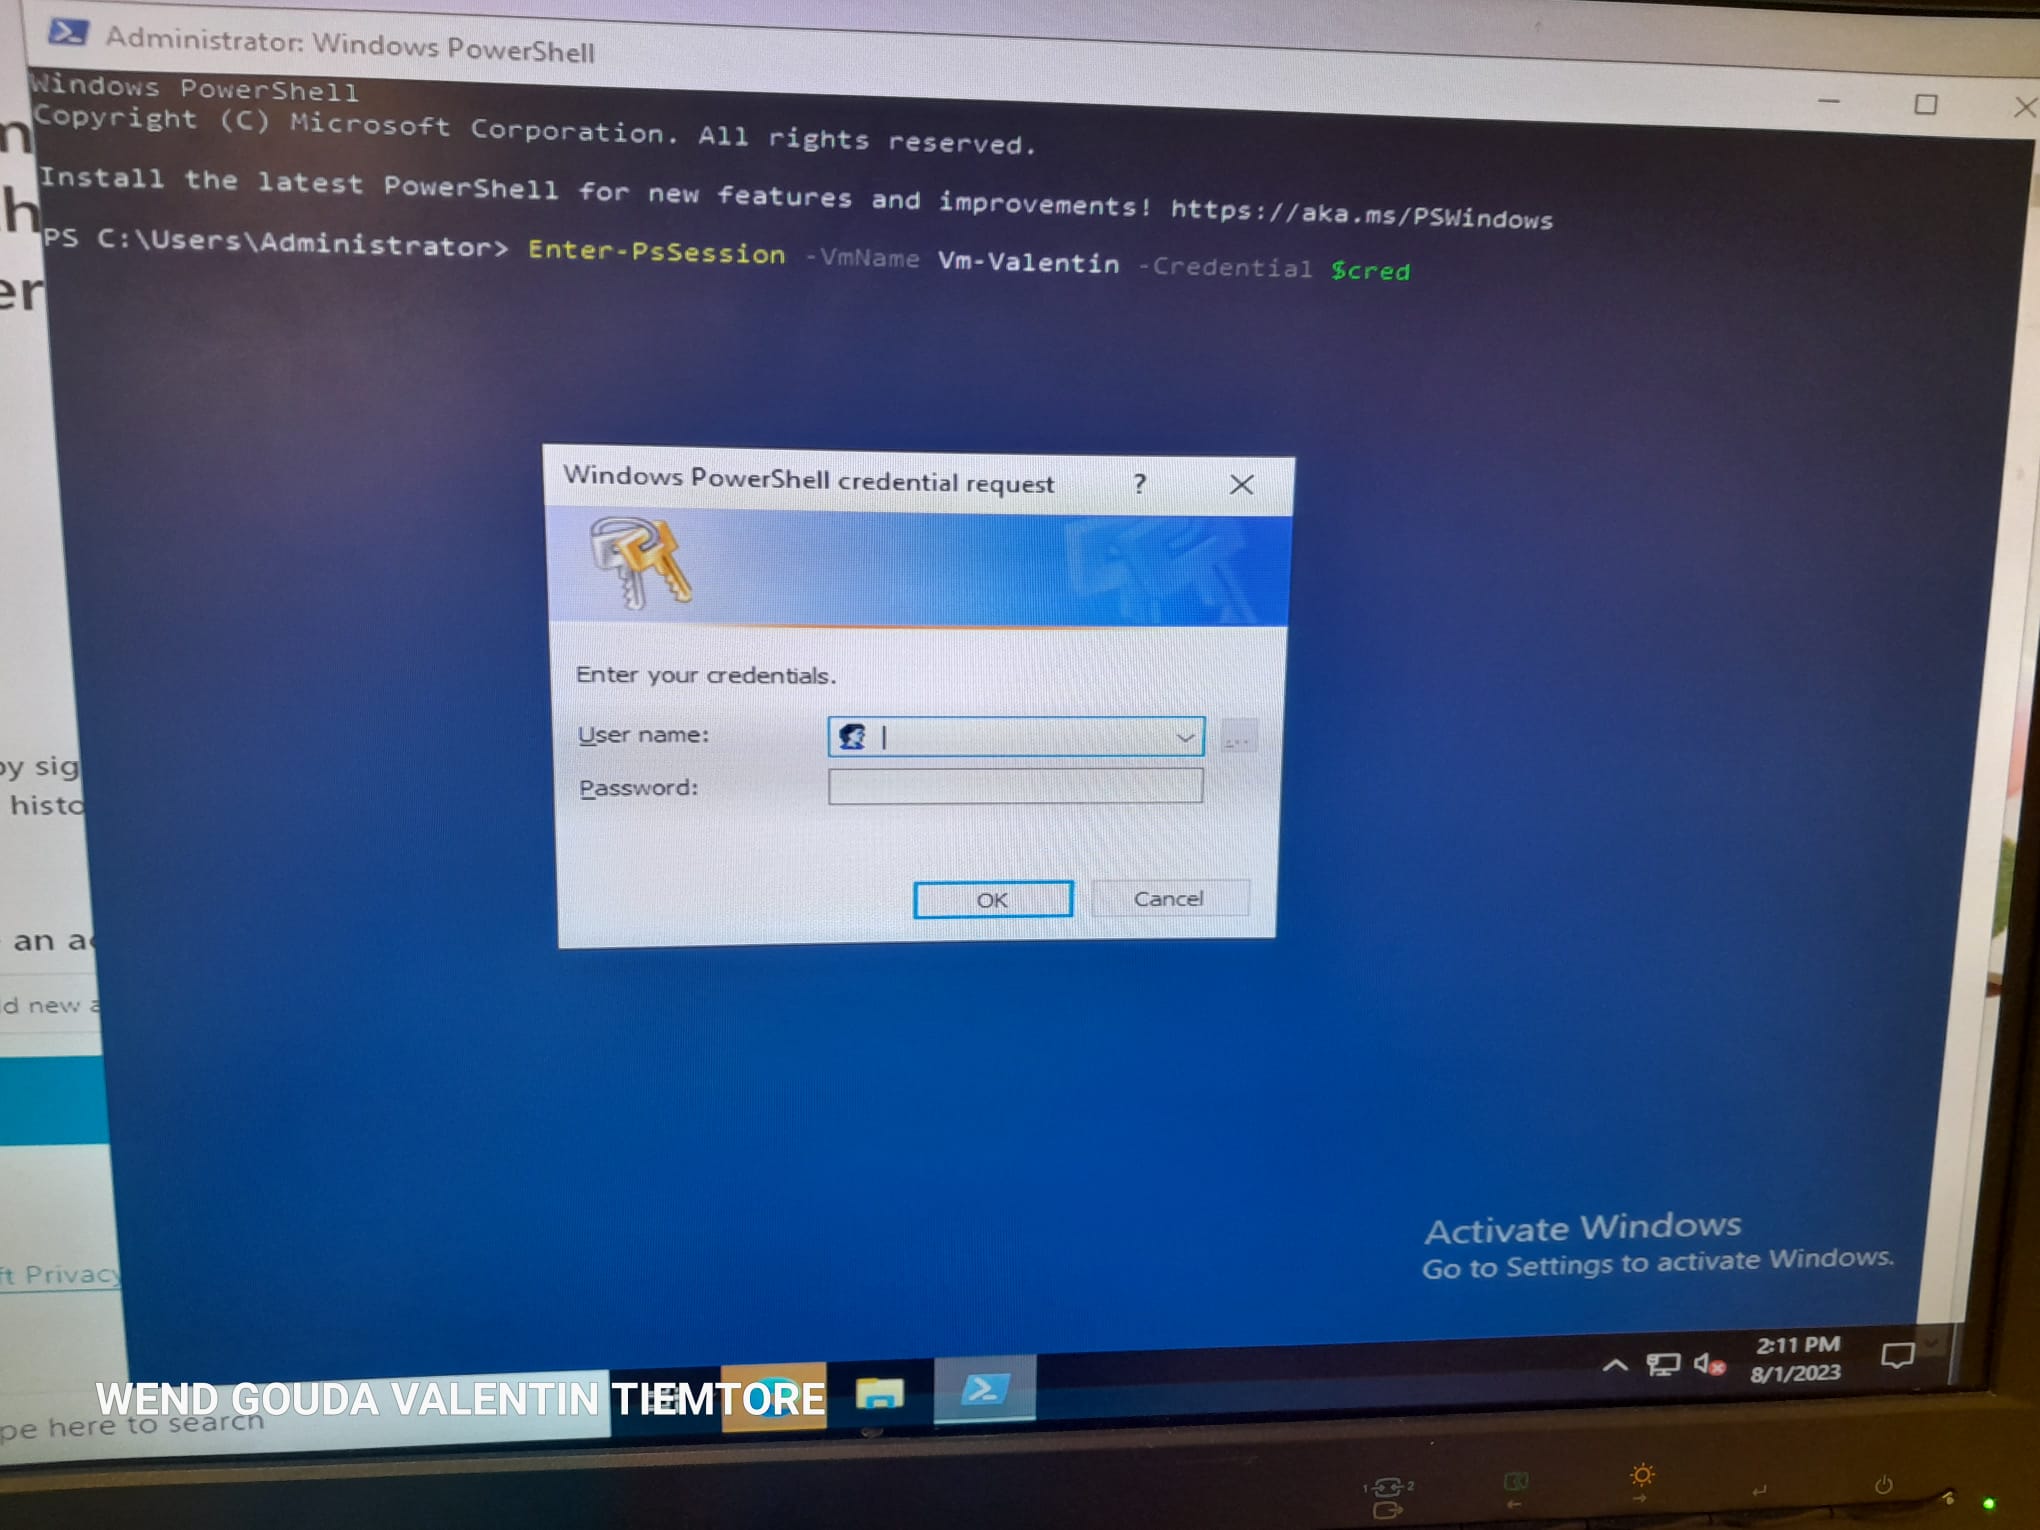 Administrator: Windows PowerShell
Windows PowerShell
Copyright (C) Microsoft Corporation. All rights reserved.
Install the latest PowerShell for new features and improvements! https://aka.ms/PSWindows
PS C:\Users\Administrator> Enter-PsSession -VmName Vm-Valentin -Credential $cred
Windows PowerShell credential request ?
Enter your credentials.
User name:
Password:
OK Cancel
er
by sig
histo
an ac
d new a
ft Privacy
Activate Windows
Go to Settings to activate Windows.
2:11 PM
8/1/2023
WEND GOUDA VALENTIN TIEMTORE
pe here to search